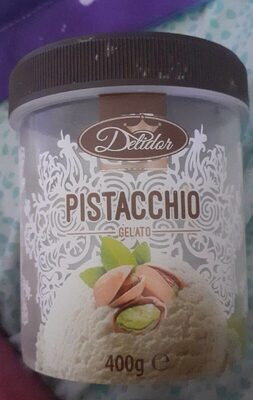 Delidor
PISTACCHIO
GELATO
400g ℮